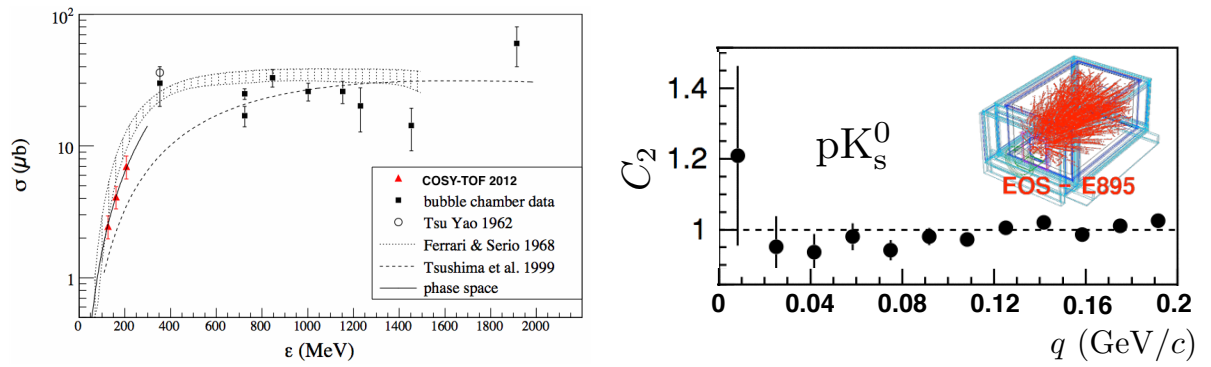 10²
10
1
σ (μb)
COSY-TOF 2012
bubble chamber data
Tsu Yao 1962
Ferrari & Serio 1968
Tsushima et al. 1999
phase space
0 200 400 600 800 1000 1200 1400 1600 1800 2000
ε (MeV)
1.4
1.2
1
C₂
pK⁰ₛ
EOS - E895
0 0.04 0.08 0.12 0.16 0.2
q (GeV/c)